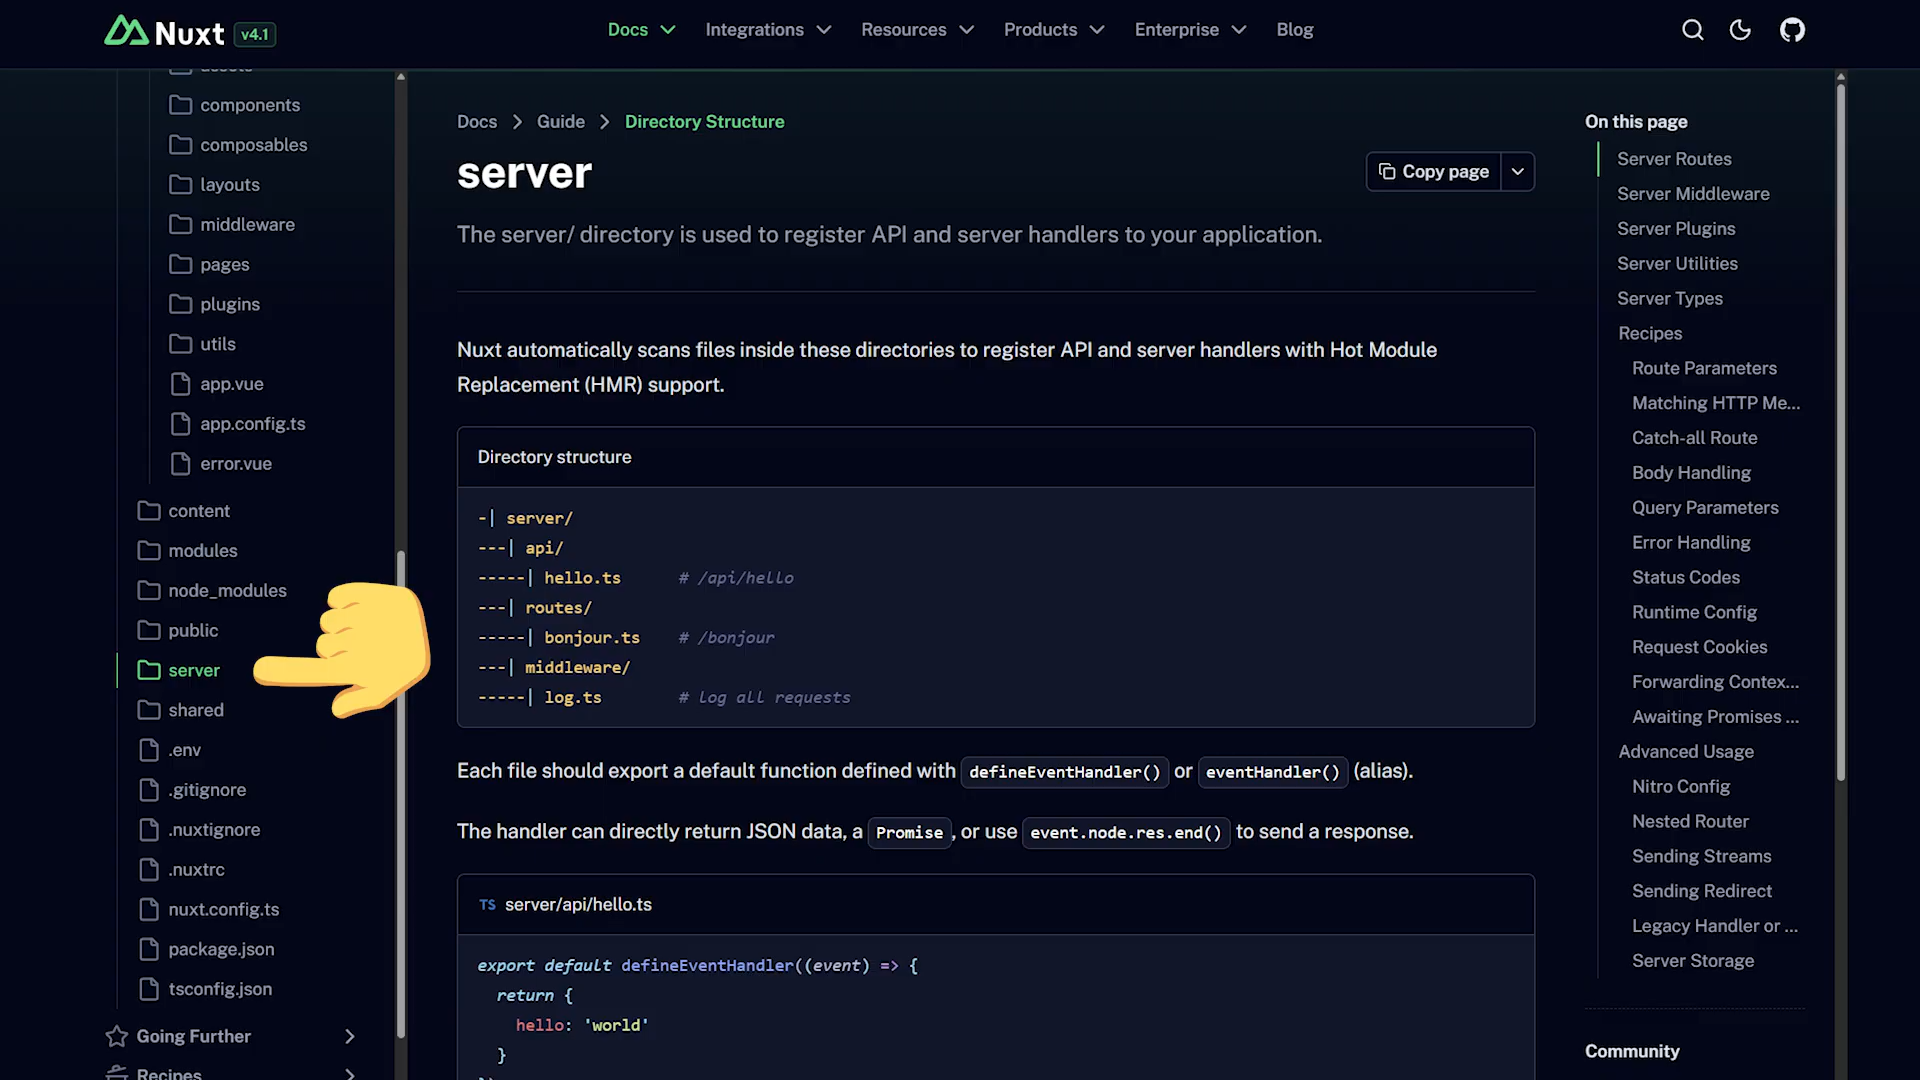 Nuxt v4.1
Docs Integrations Resources Products Enterprise Blog
assets
components
composables
layouts
middleware
pages
plugins
utils
app.vue
app.config.ts
error.vue
content
modules
node_modules
public
server
shared
.env
.gitignore
.nuxtignore
.nuxtrc
nuxt.config.ts
package.json
tsconfig.json
Going Further
Recipes
Docs > Guide > Directory Structure
server
Copy page
The server/ directory is used to register API and server handlers to your application.
Nuxt automatically scans files inside these directories to register API and server handlers with Hot Module
Replacement (HMR) support.
Directory structure
-| server/
---| api/
-----| hello.ts # /api/hello
---| routes/
-----| bonjour.ts # /bonjour
---| middleware/
-----| log.ts # log all requests
Each file should export a default function defined with defineEventHandler() or eventHandler() (alias).
The handler can directly return JSON data, a Promise, or use event.node.res.end() to send a response.
TS server/api/hello.ts
export default defineEventHandler((event) => {
return {
hello: 'world'
}
On this page
Server Routes
Server Middleware
Server Plugins
Server Utilities
Server Types
Recipes
Route Parameters
Matching HTTP Me...
Catch-all Route
Body Handling
Query Parameters
Error Handling
Status Codes
Runtime Config
Request Cookies
Forwarding Contex...
Awaiting Promises ...
Advanced Usage
Nitro Config
Nested Router
Sending Streams
Sending Redirect
Legacy Handler or ...
Server Storage
Community